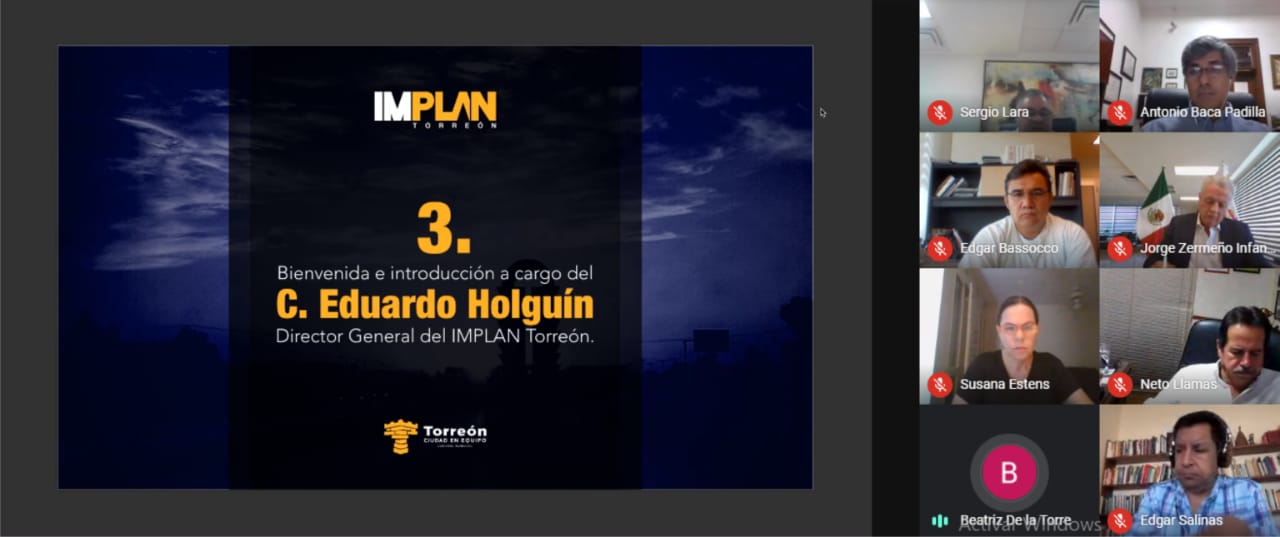 IMPLAN
TORREÓN
3.
Bienvenida e introducción a cargo del
C. Eduardo Holguín
Director General del IMPLAN Torreón.
Torreón
CIUDAD EN EQUIPO
Sergio Lara
Antonio Baca Padilla
Edgar Bassocco
Jorge Zermeño Infan...
Susana Estens
Neto Llamas
B
Beatriz De la Torre
Edgar Salinas
Activar Windows